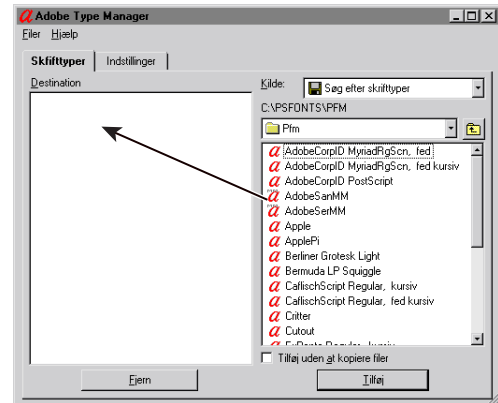 Adobe Type Manager
Filer Hjælp
Skfifttyper Indstillinger
Destination
Kilde:
Søg efter skrifttyper
C:\PSFONTS\PFM
Pfm
AdobeCorpID MyriadRgScn, fed
AdobeCorpID MyriadRgScn, fed kursiv
AdobeCorpID PostScript
AdobeSanMM
AdobeSerMM
Apple
ApplePi
Berliner Grotesk Light
Bermuda LP Squiggle
CaflischScript Regular, kursiv
CaflischScript Regular, fed kursiv
Critter
Cutout
Tilføj uden at kopiere filer
Fjern
Tilføj